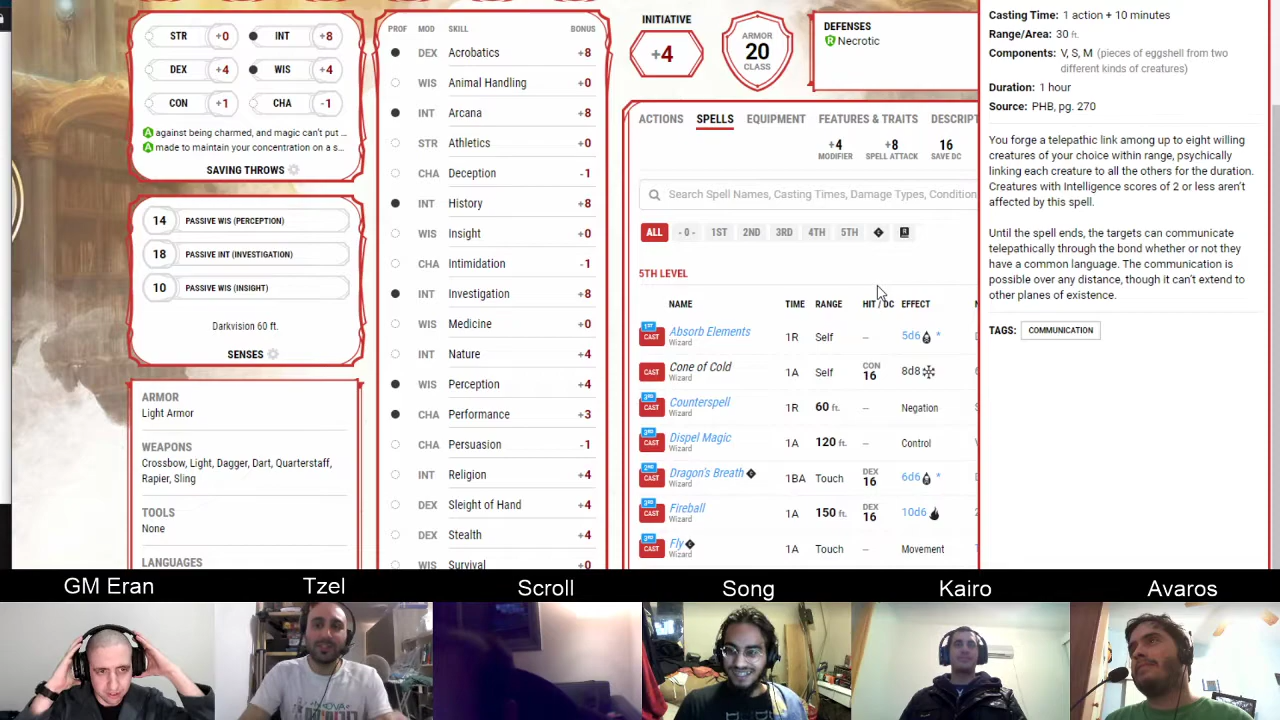 STR +0 INT +8
DEX +4 WIS +4
CON +1 CHA -1
against being charmed, and magic can't put ...
made to maintain your concentration on a s...
SAVING THROWS
14 PASSIVE WIS (PERCEPTION)
18 PASSIVE INT (INVESTIGATION)
10 PASSIVE WIS (INSIGHT)
Darkvision 60 ft.
SENSES
ARMOR
Light Armor
WEAPONS
Crossbow, Light, Dagger, Dart, Quarterstaff,
Rapier, Sling
TOOLS
None
LANGUAGES
PROF MOD SKILL BONUS
DEX Acrobatics +8
WIS Animal Handling +0
INT Arcana +8
STR Athletics +0
CHA Deception -1
INT History +8
WIS Insight +0
CHA Intimidation -1
INT Investigation +8
WIS Medicine +0
INT Nature +4
WIS Perception +4
CHA Performance +3
CHA Persuasion -1
INT Religion +4
DEX Sleight of Hand +4
DEX Stealth +4
WIS Survival +0
INITIATIVE
+4
ARMOR
20
CLASS
DEFENSES
R Necrotic
ACTIONS SPELLS EQUIPMENT FEATURES & TRAITS DESCRIPT
+4 +8 16
MODIFIER SPELL ATTACK SAVE DC
Search Spell Names, Casting Times, Damage Types, Condition
ALL - 0 - 1ST 2ND 3RD 4TH 5TH
5TH LEVEL
NAME TIME RANGE HIT / DC EFFECT
1ST CAST Absorb Elements 1R Self – 5d6 *
Wizard
CAST Cone of Cold 1A Self CON 16 8d8
Wizard
3RD CAST Counterspell 1R 60 ft. – Negation
Wizard
3RD CAST Dispel Magic 1A 120 ft. – Control
Wizard
2ND CAST Dragon's Breath 1BA Touch DEX 16 6d6 *
Wizard
3RD CAST Fireball 1A 150 ft. DEX 16 10d6
Wizard
3RD CAST Fly 1A Touch – Movement
Wizard
Casting Time: 1 action + 10 minutes
Range/Area: 30 ft.
Components: V, S, M (pieces of eggshell from two
different kinds of creatures)
Duration: 1 hour
Source: PHB, pg. 270
You forge a telepathic link among up to eight willing
creatures of your choice within range, psychically
linking each creature to all the others for the duration.
Creatures with Intelligence scores of 2 or less aren't
affected by this spell.
Until the spell ends, the targets can communicate
telepathically through the bond whether or not they
have a common language. The communication is
possible over any distance, though it can't extend to
other planes of existence.
TAGS: COMMUNICATION
GM Eran Tzel Scroll Song Kairo Avaros